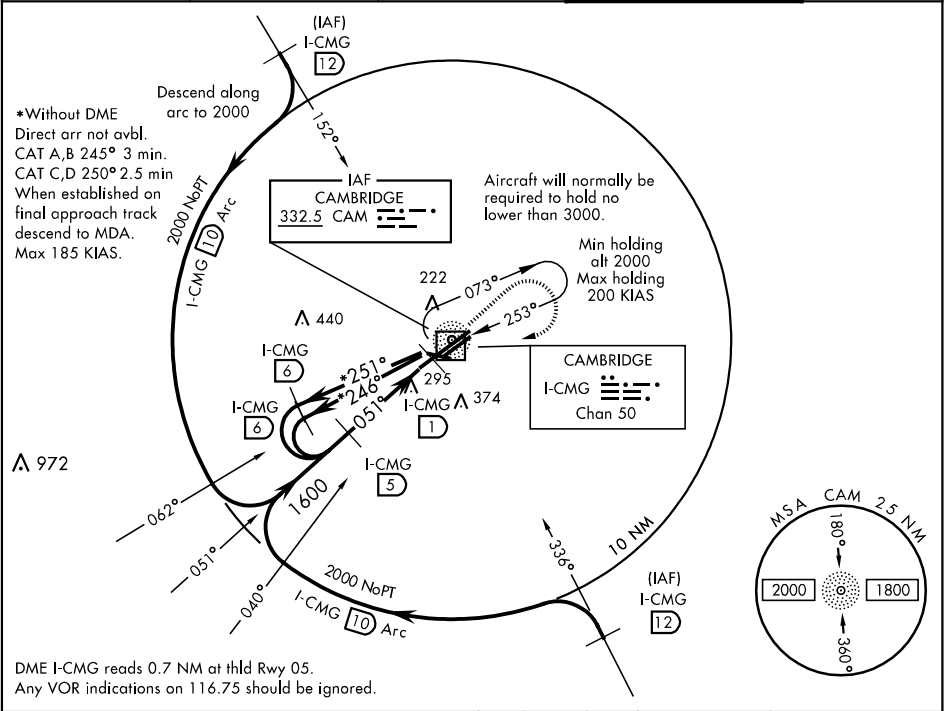 (IAF)
I-CMG
12
Descend along
arc to 2000
*Without DME
Direct arr not avbl.
CAT A,B 245° 3 min.
CAT C,D 250° 2.5 min
When established on
final approach track
descend to MDA.
Max 185 KIAS.
152°
IAF
CAMBRIDGE
332.5 CAM
Aircraft will normally be
required to hold no
lower than 3000.
Min holding
alt 2000
Max holding
200 KIAS
2000 NoPT
I-CMG 10 Arc
222
073°
253°
440
I-CMG
6
*251°
*246°
051°
295
I-CMG
1
374
CAMBRIDGE
I-CMG
Chan 50
I-CMG
6
I-CMG
5
972
1600
062°
051°
040°
2000 NoPT
I-CMG 10 Arc
10 NM
336°
(IAF)
I-CMG
12
MSA CAM 25 NM
180°
2000
1800
360°
DME I-CMG reads 0.7 NM at thld Rwy 05.
Any VOR indications on 116.75 should be ignored.